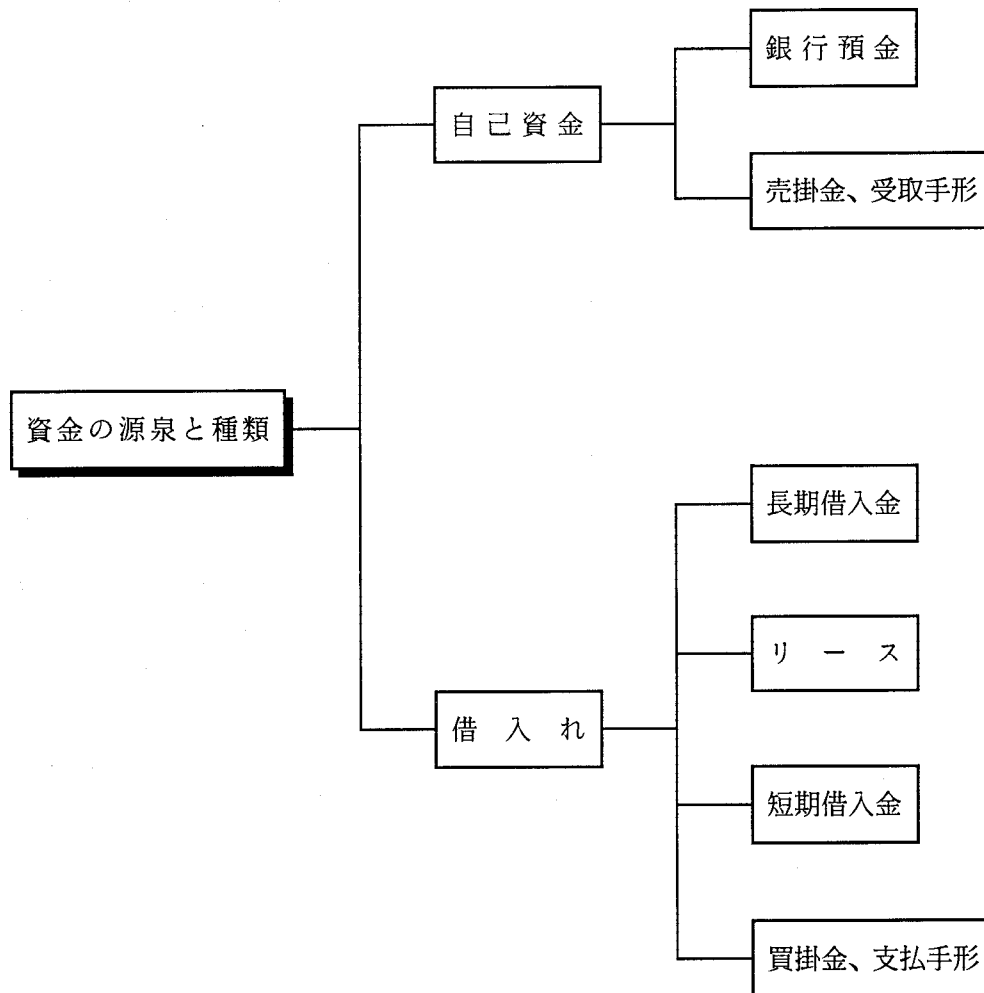 銀行預金
自己資金
売掛金、受取手形
資金の源泉と種類
長期借入金
リース
借入れ
短期借入金
買掛金、支払手形